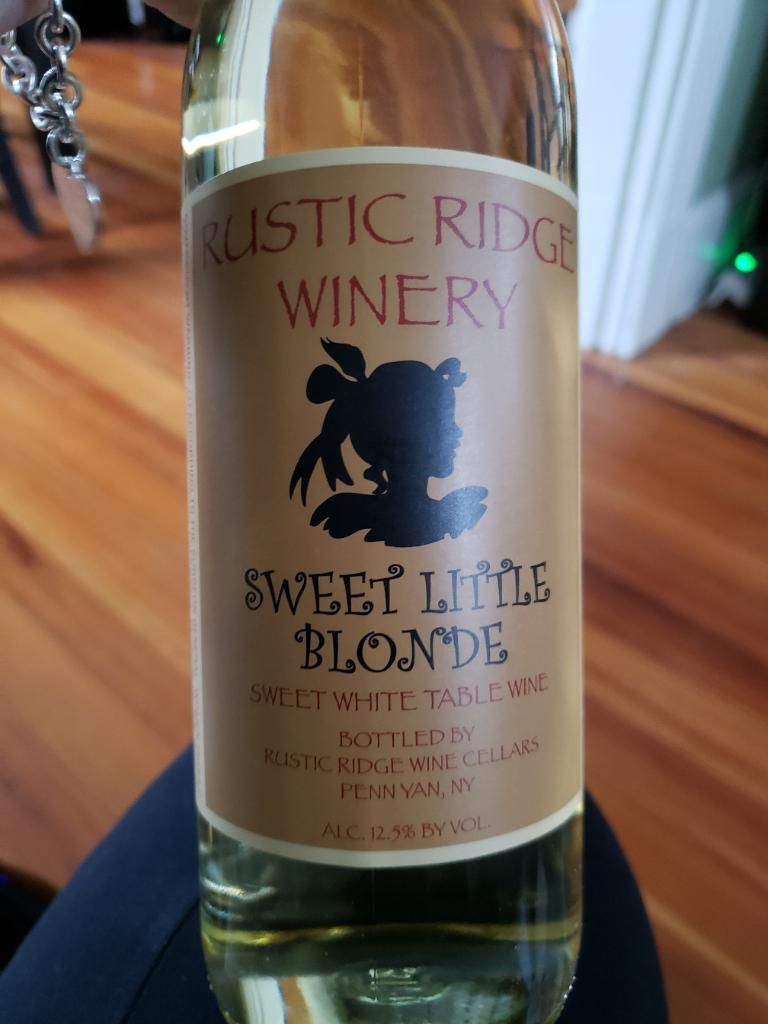 RUSTIC RIDGE
WINERY
SWEET LITTLE
BLONDE
SWEET WHITE TABLE WINE
BOTTLED BY
RUSTIC RIDGE WINE CELLARS
PENN YAN, NY
ALC. 12.5% BY VOL.